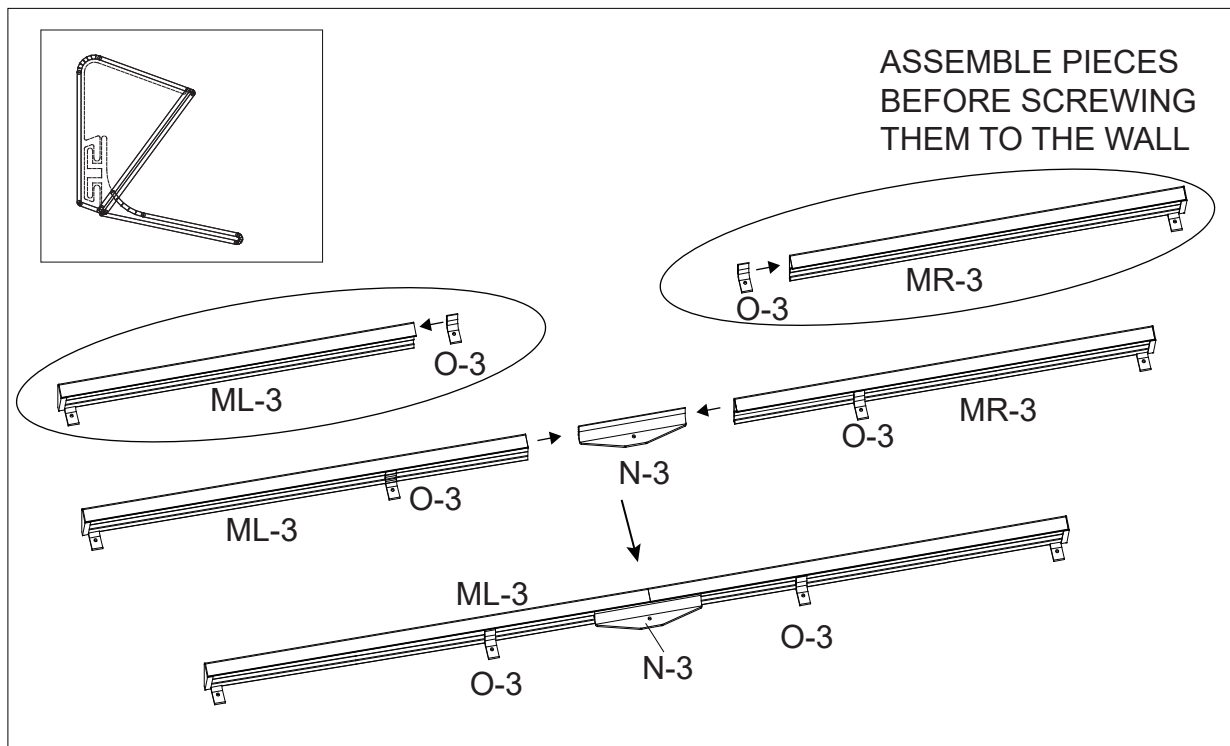 ASSEMBLE PIECES
BEFORE SCREWING
THEM TO THE WALL
MR-3
O-3
O-3
ML-3
MR-3
O-3
N-3
O-3
ML-3
ML-3
O-3
N-3
O-3